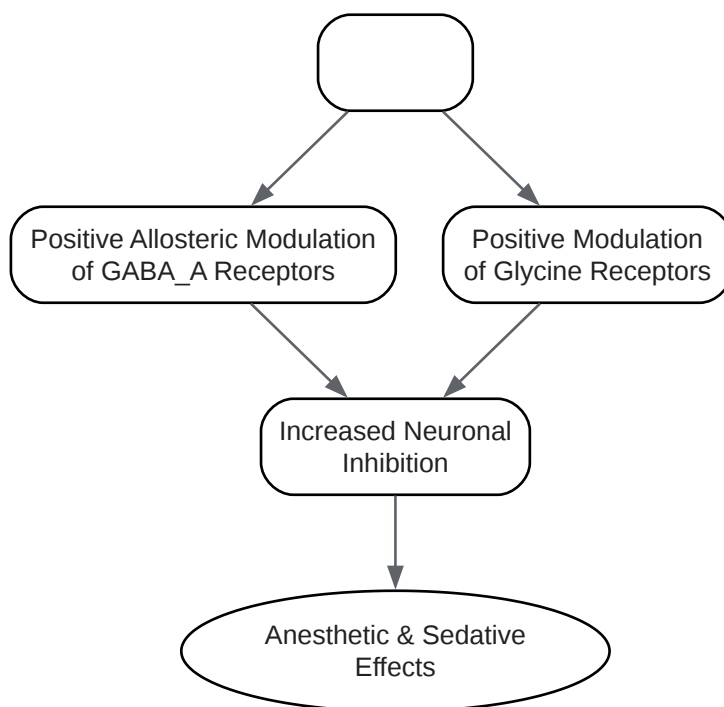 Positive Allosteric Modulation
of GABA_A Receptors
Positive Modulation
of Glycine Receptors
Increased Neuronal
Inhibition
Anesthetic & Sedative
Effects